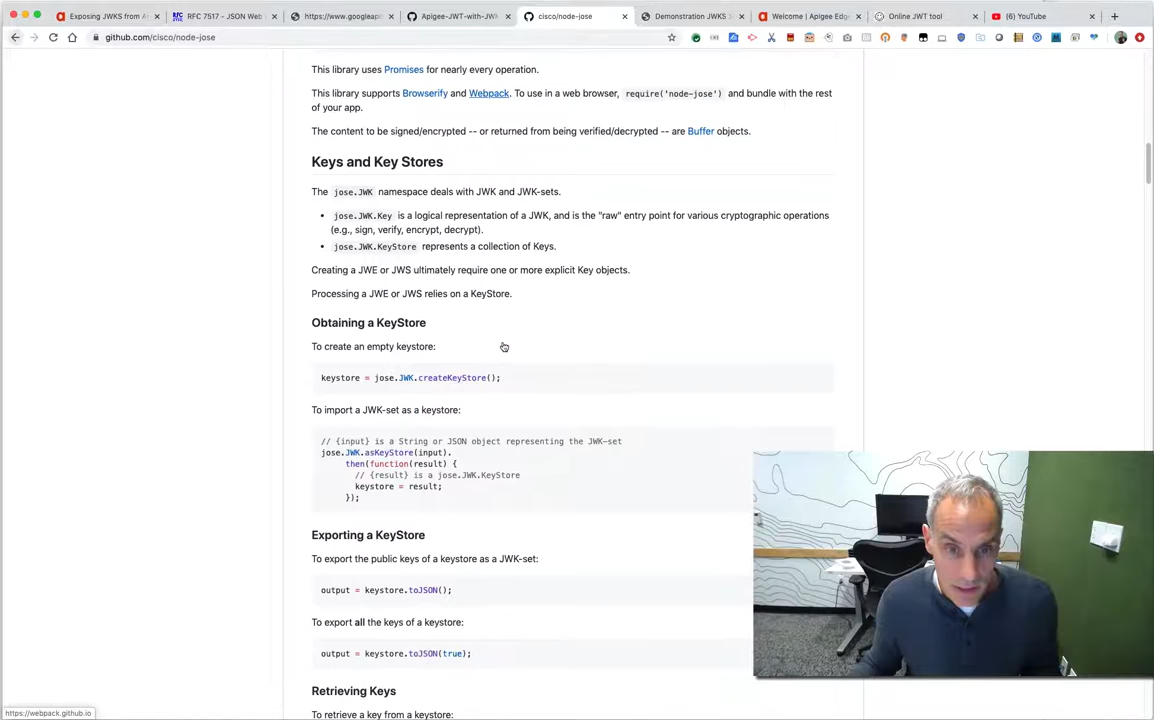 Exposing JWKS from A
RFC 7517 - JSON Web
https://www.googleap
Apigee-JWT-with-JW
cisco/node-jose
Demonstration JWKS
Welcome | Apigee Edge
Online JWT tool
(6) YouTube
github.com/cisco/node-jose
This library uses Promises for nearly every operation.
This library supports Browserify and Webpack. To use in a web browser, require('node-jose') and bundle with the rest
of your app.
The content to be signed/encrypted -- or returned from being verified/decrypted -- are Buffer objects.
Keys and Key Stores
The jose.JWK namespace deals with JWK and JWK-sets.
• jose.JWK.Key is a logical representation of a JWK, and is the "raw" entry point for various cryptographic operations
(e.g., sign, verify, encrypt, decrypt).
• jose.JWK.KeyStore represents a collection of Keys.
Creating a JWE or JWS ultimately require one or more explicit Key objects.
Processing a JWE or JWS relies on a KeyStore.
Obtaining a KeyStore
To create an empty keystore:
keystore = jose.JWK.createKeyStore();
To import a JWK-set as a keystore:
// {input} is a String or JSON object representing the JWK-set
jose.JWK.asKeyStore(input).
then(function(result) {
// {result} is a jose.JWK.KeyStore
keystore = result;
});
Exporting a KeyStore
To export the public keys of a keystore as a JWK-set:
output = keystore.toJSON();
To export all the keys of a keystore:
output = keystore.toJSON(true);
Retrieving Keys
To retrieve a key from a keystore:
https://webpack.github.io